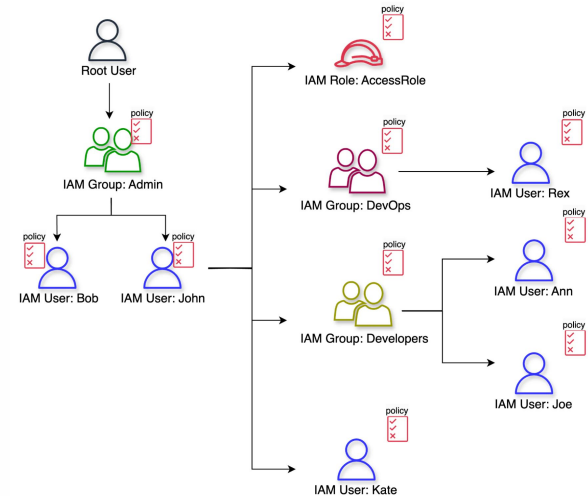 policy
Root User
IAM Role: AccessRole
policy
policy
policy
IAM Group: Admin
IAM Group: DevOps
IAM User: Rex
policy
policy
IAM User: Bob
IAM User: John
policy
policy
IAM Group: Developers
IAM User: Ann
policy
IAM User: Joe
policy
IAM User: Kate